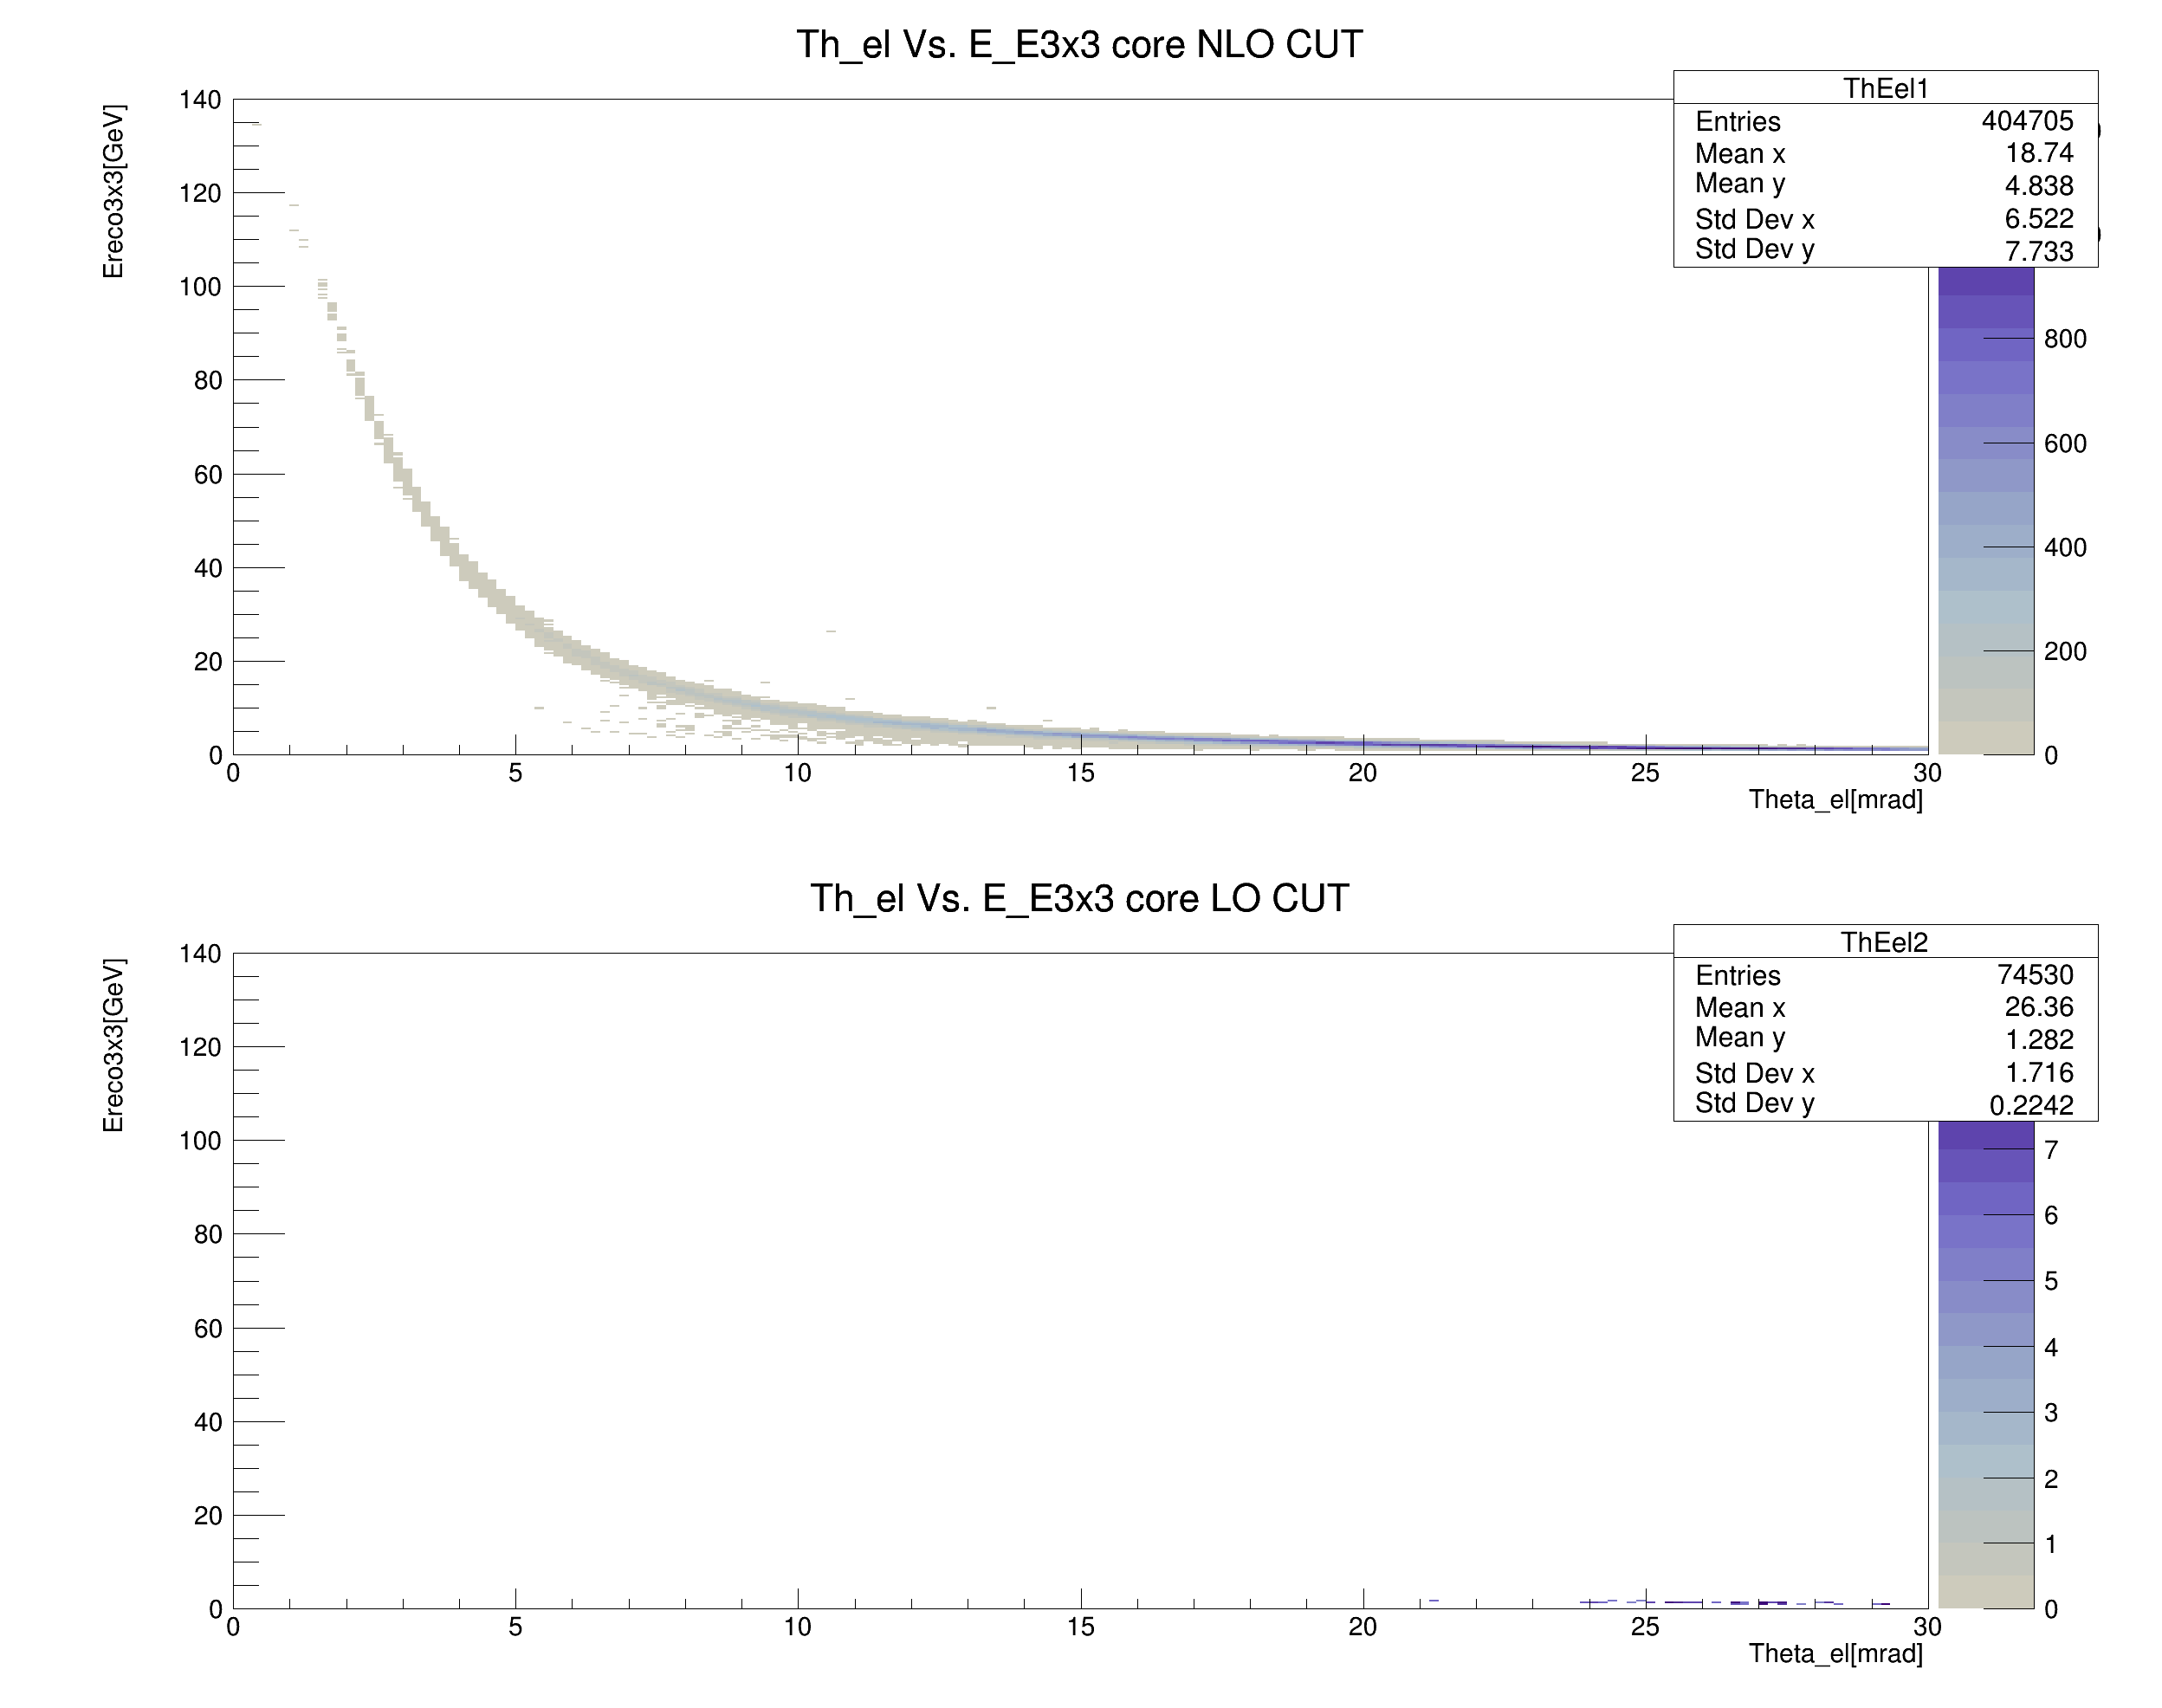 Th_el Vs. E_E3x3 core NLO CUT
ThEel1
Entries 404705
Mean x 18.74
Mean y 4.838
Std Dev x 6.522
Std Dev y 7.733
Ereco3x3[GeV]
140
120
100
80
60
40
20
0
800
600
400
200
0
0 5 10 15 20 25 30
Theta_el[mrad]
Th_el Vs. E_E3x3 core LO CUT
ThEel2
Entries 74530
Mean x 26.36
Mean y 1.282
Std Dev x 1.716
Std Dev y 0.2242
Ereco3x3[GeV]
140
120
100
80
60
40
20
0
7
6
5
4
3
2
1
0
0 5 10 15 20 25 30
Theta_el[mrad]